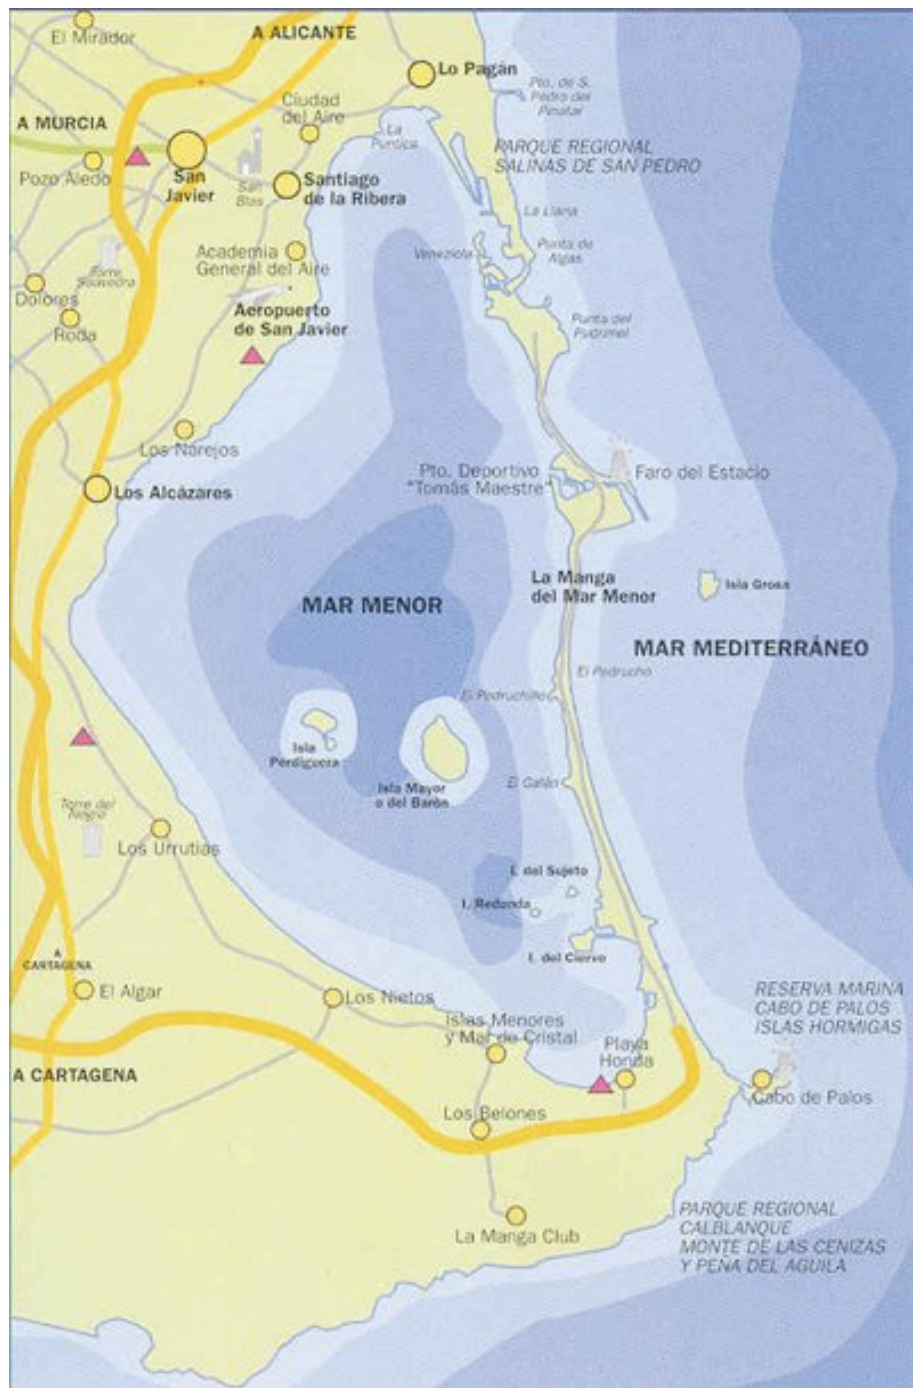 A ALICANTE
El Mirador
Lo Pagán
Pto. de S.
Pedro del
Pinatar
Ciudad
del Aire
A MURCIA
La
Puntica
PARQUE REGIONAL
SALINAS DE SAN PEDRO
Pozo Aledo
San
Javier
San
Blas
Santiago
de la Ribera
La Llana
Academia
General del Aire
Veneziola
Punta de
Algas
Torre
Saavedra
Dolores
Roda
Aeropuerto
de San Javier
Punta del
Pudrimel
Los Narejos
Pto. Deportivo
"Tomás Maestre"
Faro del Estacio
Los Alcázares
La Manga
del Mar Menor
Isla Grosa
MAR MENOR
MAR MEDITERRÁNEO
El Pedrucho
El Pedruchillo
Isla
Perdiguera
Isla Mayor
o del Barón
El Galán
Torre del
Negro
Los Urrutias
I. del Sujeto
I. Redonda
I. del Ciervo
A
CARTAGENA
El Algar
Los Nietos
RESERVA MARINA
CABO DE PALOS
ISLAS HORMIGAS
Islas Menores
y Mar de Cristal
Playa
Honda
A CARTAGENA
Cabo de Palos
Los Belones
La Manga Club
PARQUE REGIONAL
CALBLANQUE
MONTE DE LAS CENIZAS
Y PEÑA DEL AGUILA